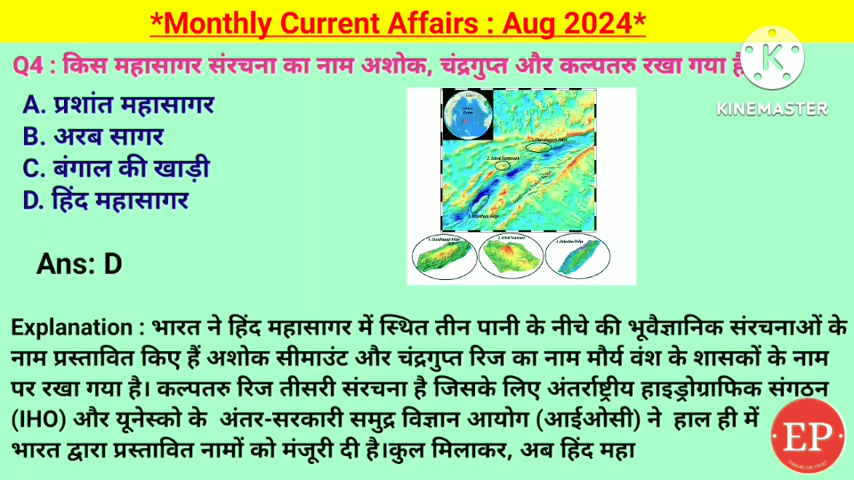 *Monthly Current Affairs : Aug 2024*
Q4 : किस महासागर संरचना का नाम अशोक, चंद्रगुप्त और कल्पतरु रखा गया है
KINEMASTER
A. प्रशांत महासागर
B. अरब सागर
C. बंगाल की खाड़ी
D. हिंद महासागर
Ans: D
Explanation : भारत ने हिंद महासागर में स्थित तीन पानी के नीचे की भूवैज्ञानिक संरचनाओं के
नाम प्रस्तावित किए हैं अशोक सीमाउंट और चंद्रगुप्त रिज का नाम मौर्य वंश के शासकों के नाम
पर रखा गया है। कल्पतरु रिज तीसरी संरचना है जिसके लिए अंतर्राष्ट्रीय हाइड्रोग्राफिक संगठन
(IHO) और यूनेस्को के अंतर-सरकारी समुद्र विज्ञान आयोग (आईओसी) ने हाल ही में
भारत द्वारा प्रस्तावित नामों को मंजूरी दी है।कुल मिलाकर, अब हिंद महा
EP